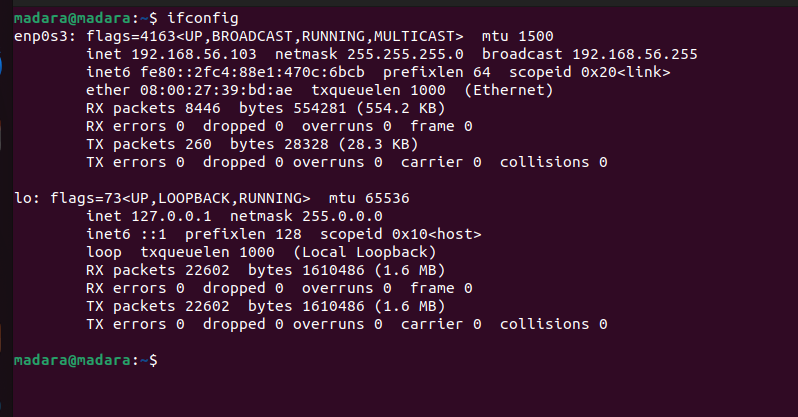 madara@madara:~$ ifconfig
enp0s3: flags=4163<UP,BROADCAST,RUNNING,MULTICAST>  mtu 1500
        inet 192.168.56.103  netmask 255.255.255.0  broadcast 192.168.56.255
        inet6 fe80::2fc4:88e1:470c:6bcb  prefixlen 64  scopeid 0x20<link>
        ether 08:00:27:39:bd:ae  txqueuelen 1000  (Ethernet)
        RX packets 8446  bytes 554281 (554.2 KB)
        RX errors 0  dropped 0  overruns 0  frame 0
        TX packets 260  bytes 28328 (28.3 KB)
        TX errors 0  dropped 0 overruns 0  carrier 0  collisions 0

lo: flags=73<UP,LOOPBACK,RUNNING>  mtu 65536
        inet 127.0.0.1  netmask 255.0.0.0
        inet6 ::1  prefixlen 128  scopeid 0x10<host>
        loop  txqueuelen 1000  (Local Loopback)
        RX packets 22602  bytes 1610486 (1.6 MB)
        RX errors 0  dropped 0  overruns 0  frame 0
        TX packets 22602  bytes 1610486 (1.6 MB)
        TX errors 0  dropped 0 overruns 0  carrier 0  collisions 0

madara@madara:~$